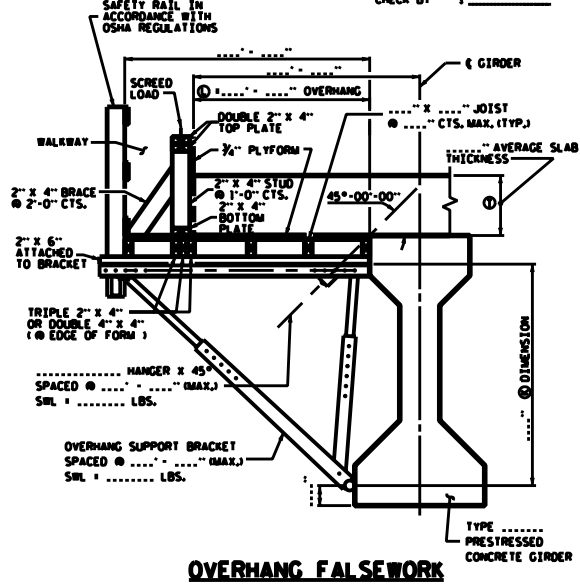 SAFETY RAIL IN
ACCORDANCE WITH
OSHA REGULATIONS
CHECK BY :
....' - ....''
....' - ....''
Ⓛ = ....' - ....'' OVERHANG
℄ GIRDER
SCREED
LOAD
DOUBLE 2'' X 4''
TOP PLATE
....'' X ....'' JOIST
@ ....'' CTS. MAX. (TYP.)
WALKWAY
3/4'' PLYFORM
......'' AVERAGE SLAB
THICKNESS
2'' X 4'' BRACE
@ 2'-0'' CTS.
2'' X 4'' STUD
@ 1'-0'' CTS.
2'' X 4''
BOTTOM
PLATE
45°-00'-00''
Ⓣ
2'' X 6''
ATTACHED
TO BRACKET
TRIPLE 2'' X 4''
OR DOUBLE 4'' X 4''
( @ EDGE OF FORM )
................ HANGER X 45°
SPACED @ ....' - ....'' (MAX.)
SWL = ........ LBS.
DIMENSION
OVERHANG SUPPORT BRACKET
SPACED @ ....' - ....'' (MAX.)
SWL = ........ LBS.
TYPE .......
PRESTRESSED
CONCRETE GIRDER
OVERHANG FALSEWORK